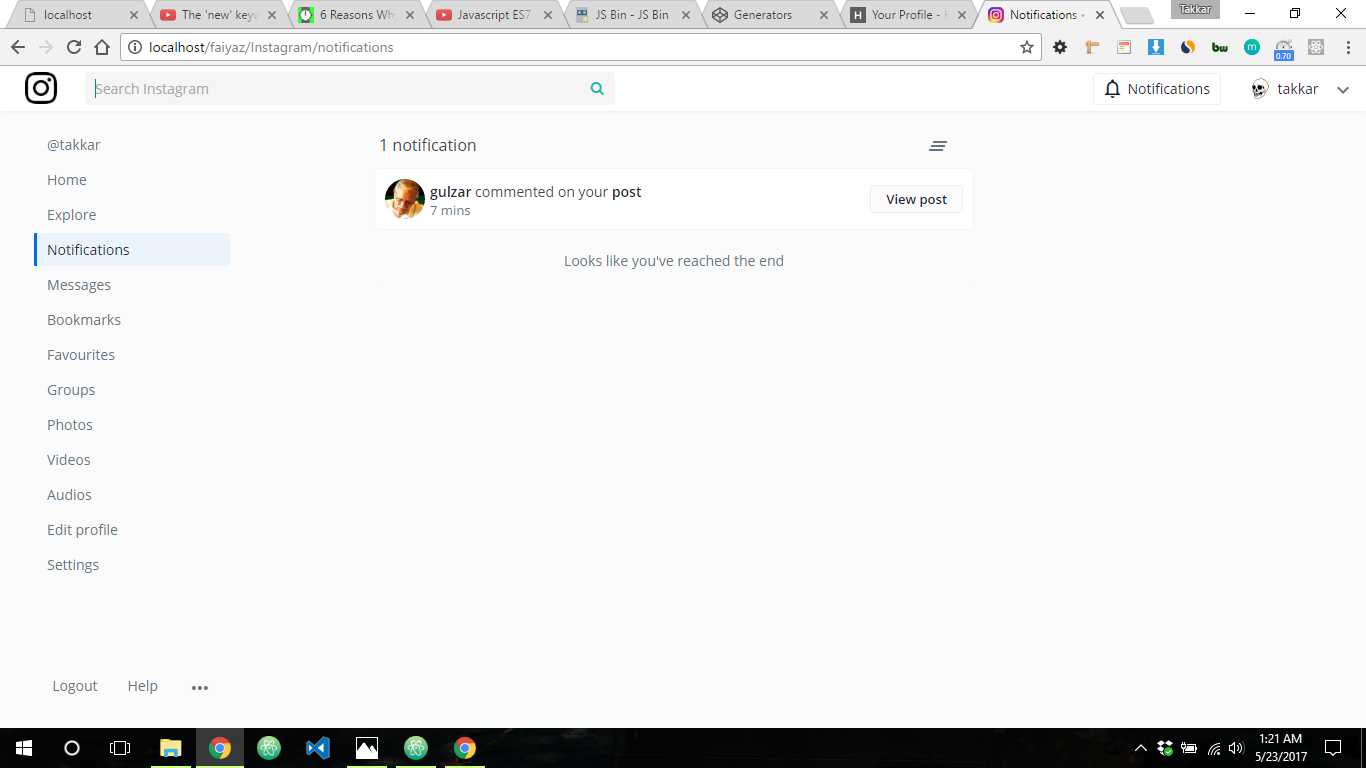 Takkar
localhost
The 'new' keyw
6 Reasons Why
Javascript ES7
JS Bin - JS Bin
Generators
Your Profile - H
Notifications •
localhost/faiyaz/Instagram/notifications
bw
m
0.70
Search Instagram
Notifications
takkar
@takkar
Home
Explore
Notifications
Messages
Bookmarks
Favourites
Groups
Photos
Videos
Audios
Edit profile
Settings
Logout Help
1 notification
gulzar commented on your post
7 mins
View post
Looks like you've reached the end
1:21 AM
5/23/2017